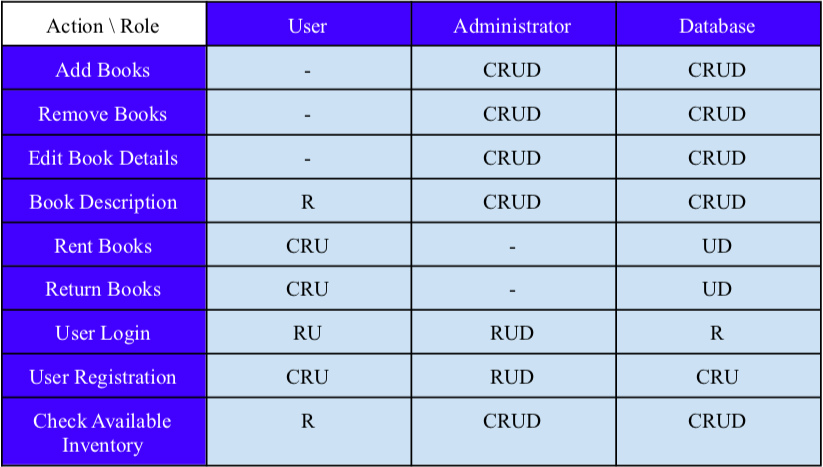 Action \ Role User Administrator Database
Add Books - CRUD CRUD
Remove Books - CRUD CRUD
Edit Book Details - CRUD CRUD
Book Description R CRUD CRUD
Rent Books CRU - UD
Return Books CRU - UD
User Login RU RUD R
User Registration CRU RUD CRU
Check Available R CRUD CRUD
Inventory